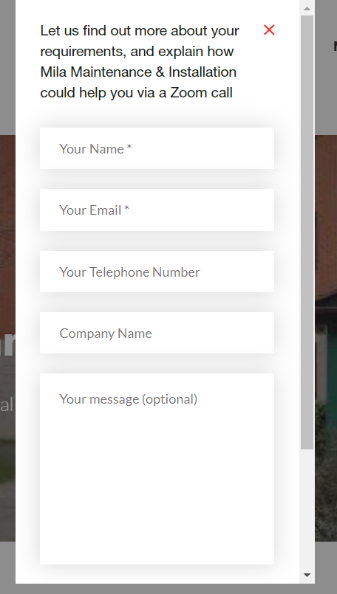 Let us find out more about your
requirements, and explain how
Mila Maintenance & Installation
could help you via a Zoom call
Your Name *
Your Email *
Your Telephone Number
Company Name
Your message (optional)